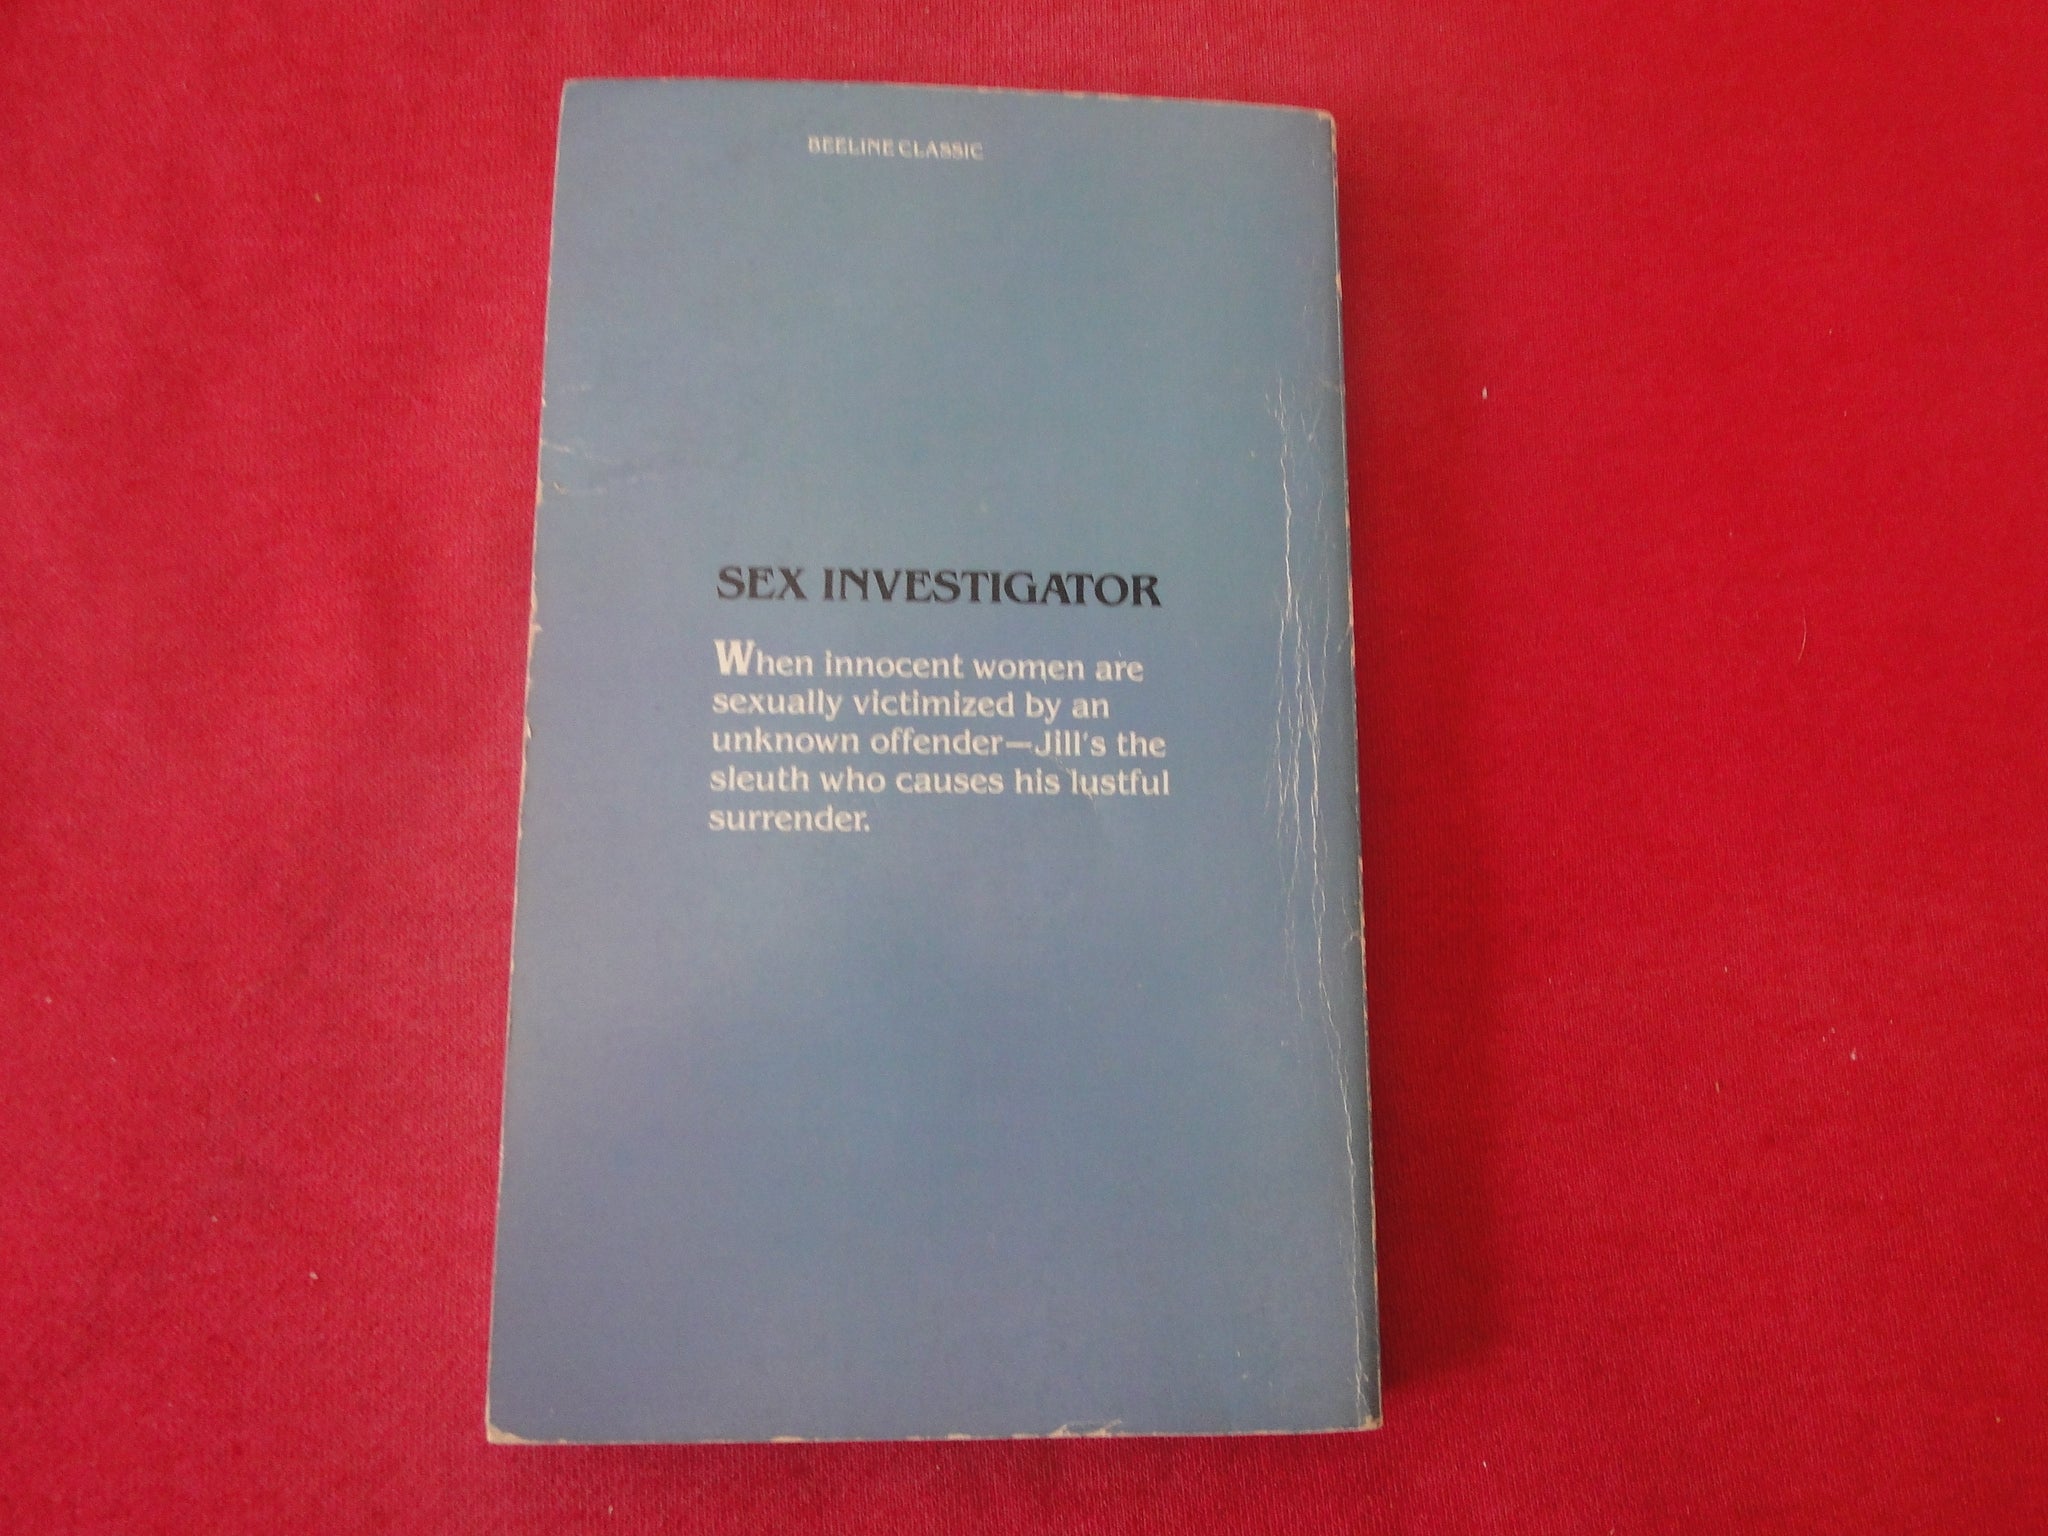 BEELINE CLASSIC
SEX INVESTIGATOR
When innocent women are
sexually victimized by an
unknown offender—Jill's the
sleuth who causes his lustful
surrender.